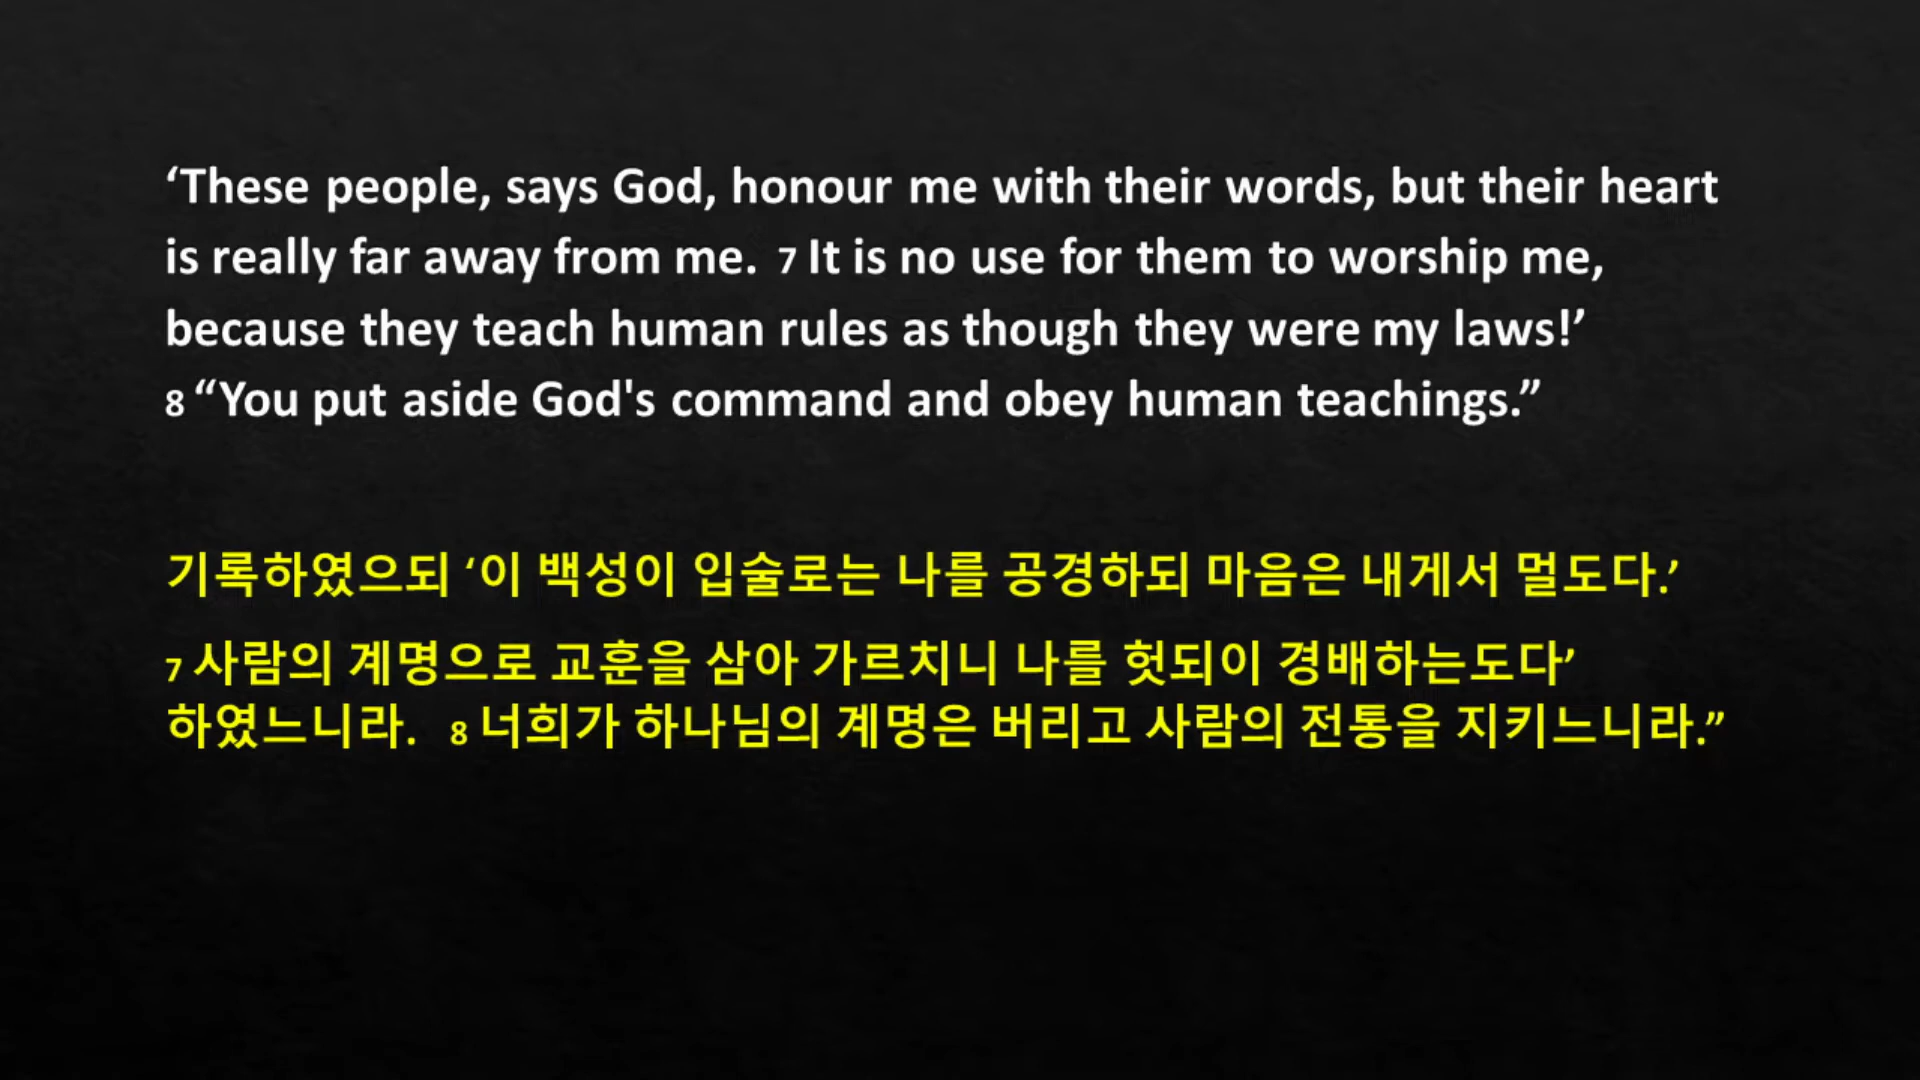 ‘These people, says God, honour me with their words, but their heart
is really far away from me. 7 It is no use for them to worship me,
because they teach human rules as though they were my laws!’
8 “You put aside God's command and obey human teachings.”
기록하였으되 ‘이 백성이 입술로는 나를 공경하되 마음은 내게서 멀도다.’
7 사람의 계명으로 교훈을 삼아 가르치니 나를 헛되이 경배하는도다’
하였느니라. 8 너희가 하나님의 계명은 버리고 사람의 전통을 지키느니라.”